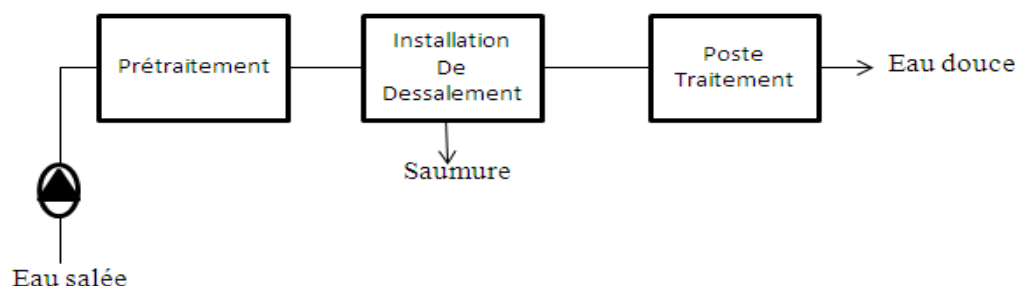 Prétraitement
Installation
De
Dessalement
Poste
Traitement
Eau douce
Saumure
Eau salée